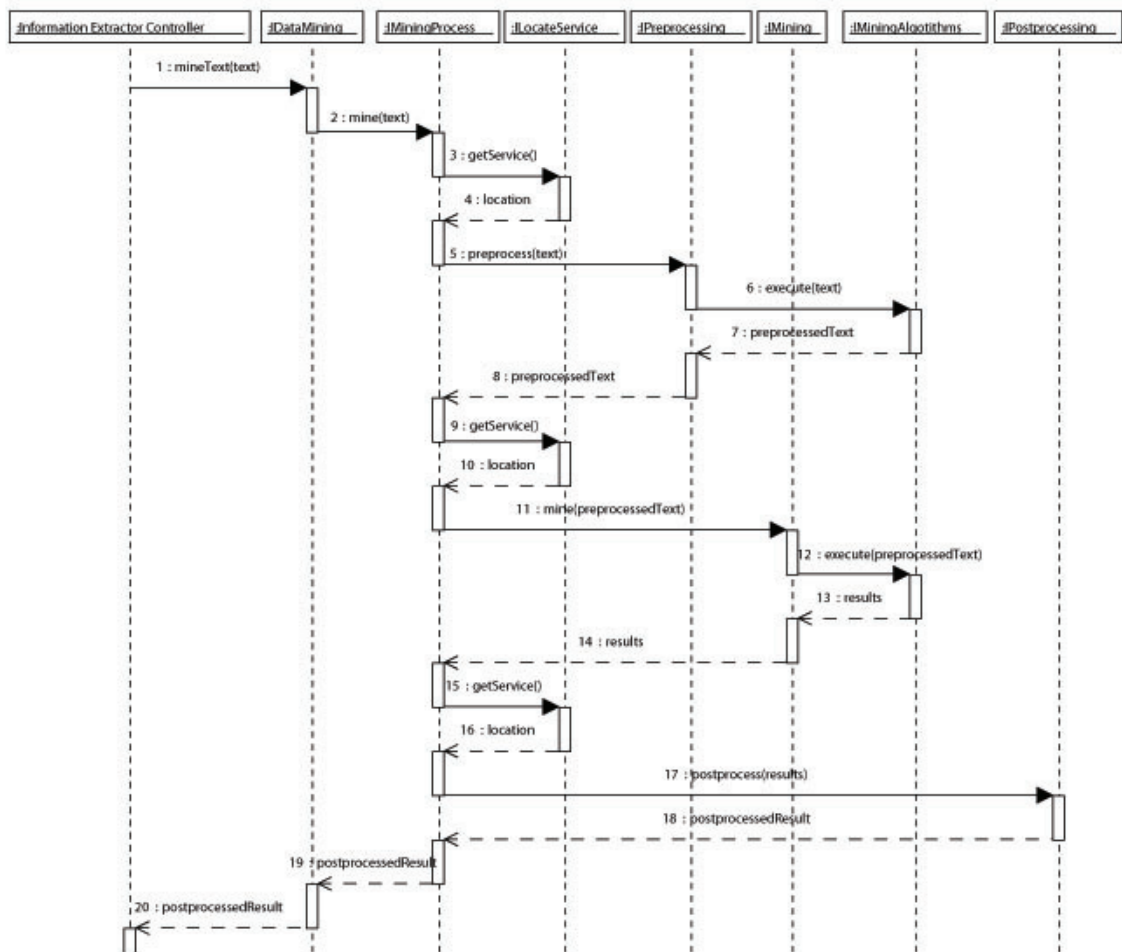 :Information Extractor Controller
:IDataMining
:IMiningProcess
:ILocateService
:IPreprocessing
:IMining
:IMiningAlgotithms
:IPostprocessing
1 : mineText(text)
2 : mine(text)
3 : getService()
4 : location
5 : preprocess(text)
6 : execute(text)
7 : preprocessedText
8 : preprocessedText
9 : getService()
10 : location
11 : mine(preprocessedText)
12 : execute(preprocessedText)
13 : results
14 : results
15 : getService()
16 : location
17 : postprocess(results)
18 : postprocessedResult
19 : postprocessedResult
20 : postprocessedResult